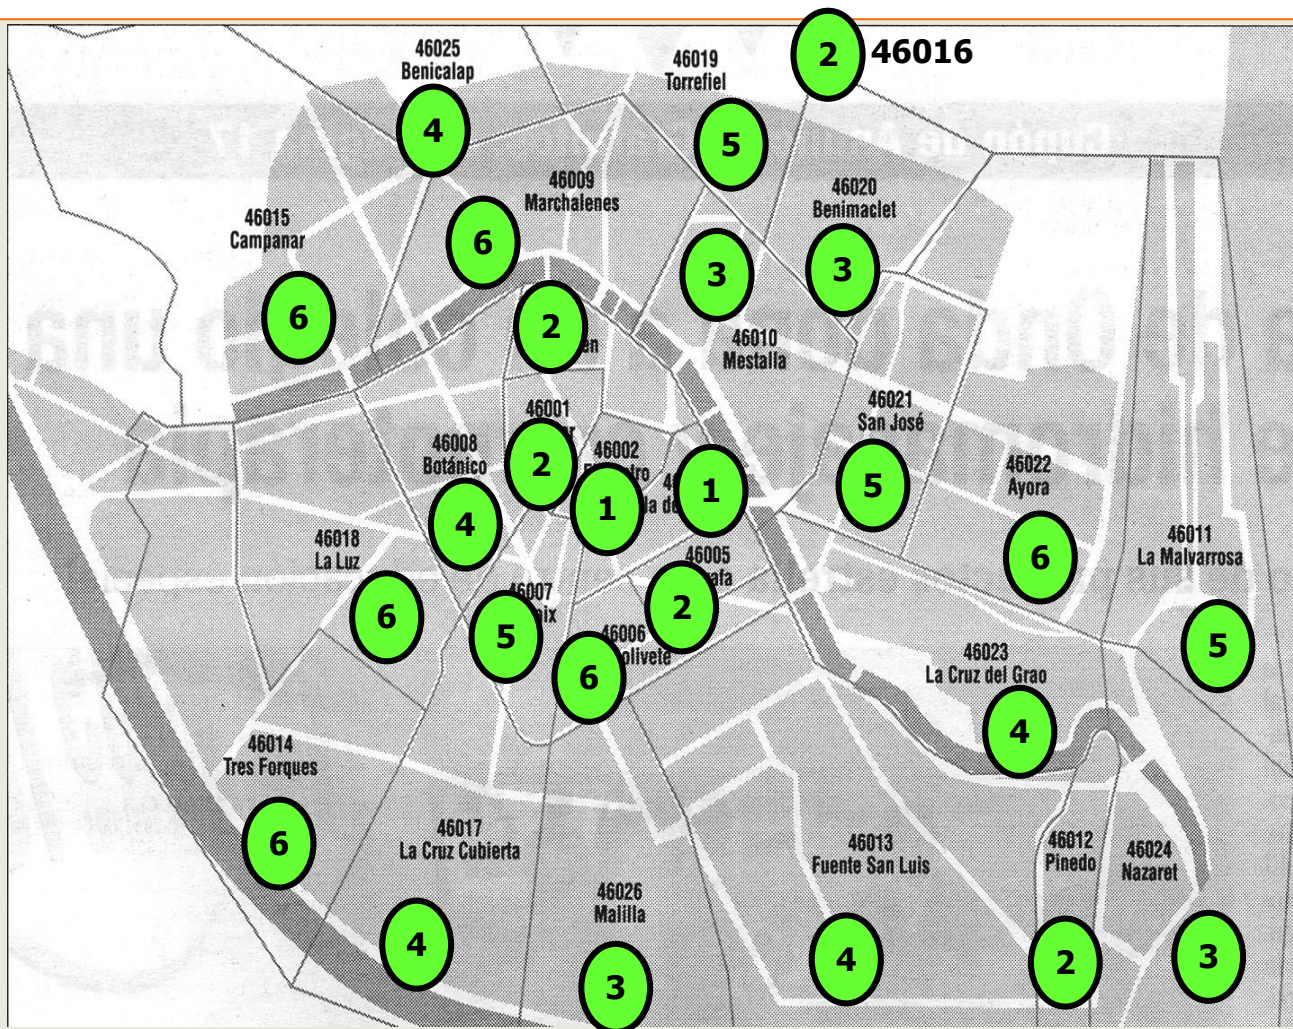 46025
Benicalap
4
46019
Torrefiel
5
2
46016
46009
Marchalenes
6
46020
Benimaclet
3
46015
Campanar
6
3
46010
Mestalla
2
46001
2
46008
Botánico
4
46002
1
1
46021
San José
5
46022
Ayora
6
46011
La Malvarrosa
5
46018
La Luz
6
46007
5
46005
2
46006
6
46023
La Cruz del Grao
4
46014
Tres Forques
6
46017
La Cruz Cubierta
4
46026
Malilla
3
46013
Fuente San Luis
4
46012
Pinedo
2
46024
Nazaret
3